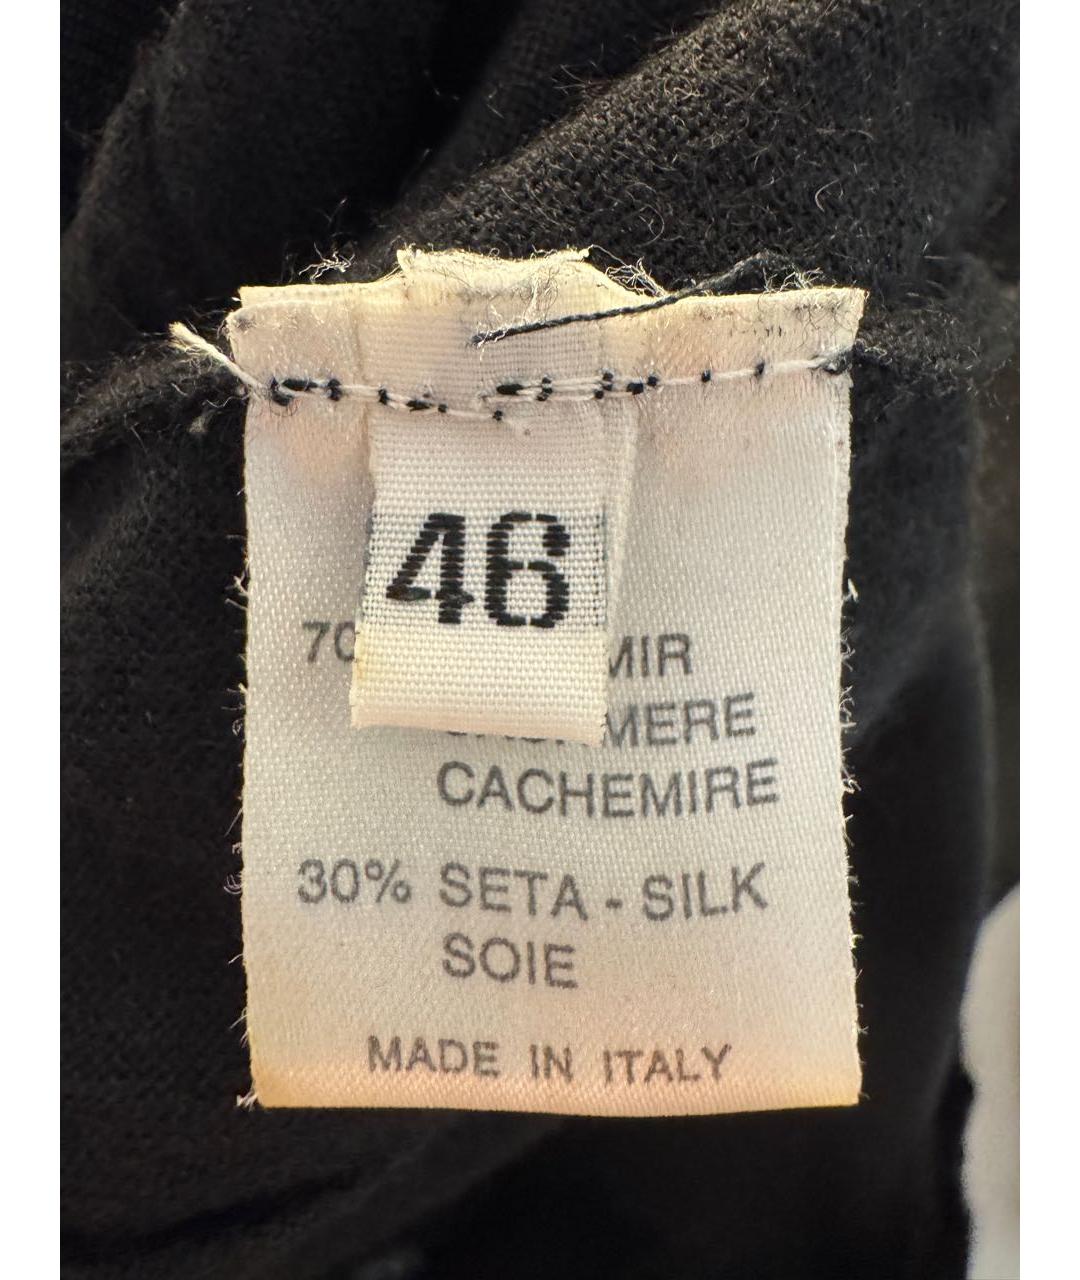 46
70
MIR
MERE
CACHEMIRE
30% SETA - SILK
SOIE
MADE IN ITALY